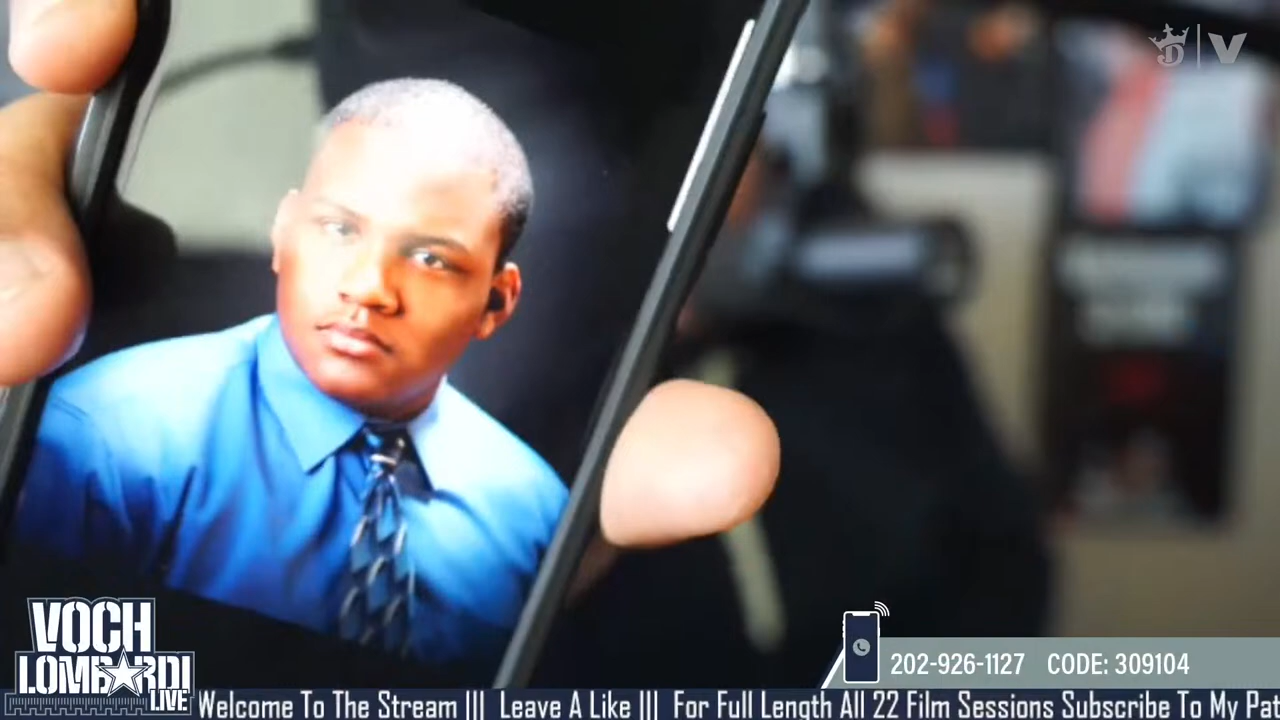 V
VOCH
LOMBARDI
LIVE
202-926-1127 CODE: 309104
Welcome To The Stream ||| Leave A Like ||| For Full Length All 22 Film Sessions Subscribe To My Pat